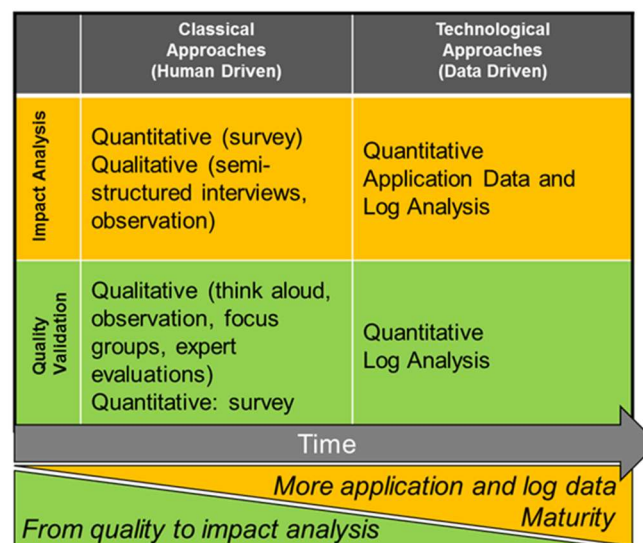 Classical
Approaches
(Human Driven)
Technological
Approaches
(Data Driven)
Impact Analysis
Quantitative (survey)
Qualitative (semi-
structured interviews,
observation)
Quantitative
Application Data and
Log Analysis
Quality
Validation
Qualitative (think aloud,
observation, focus
groups, expert
evaluations)
Quantitative: survey
Quantitative
Log Analysis
Time
More application and log data
Maturity
From quality to impact analysis